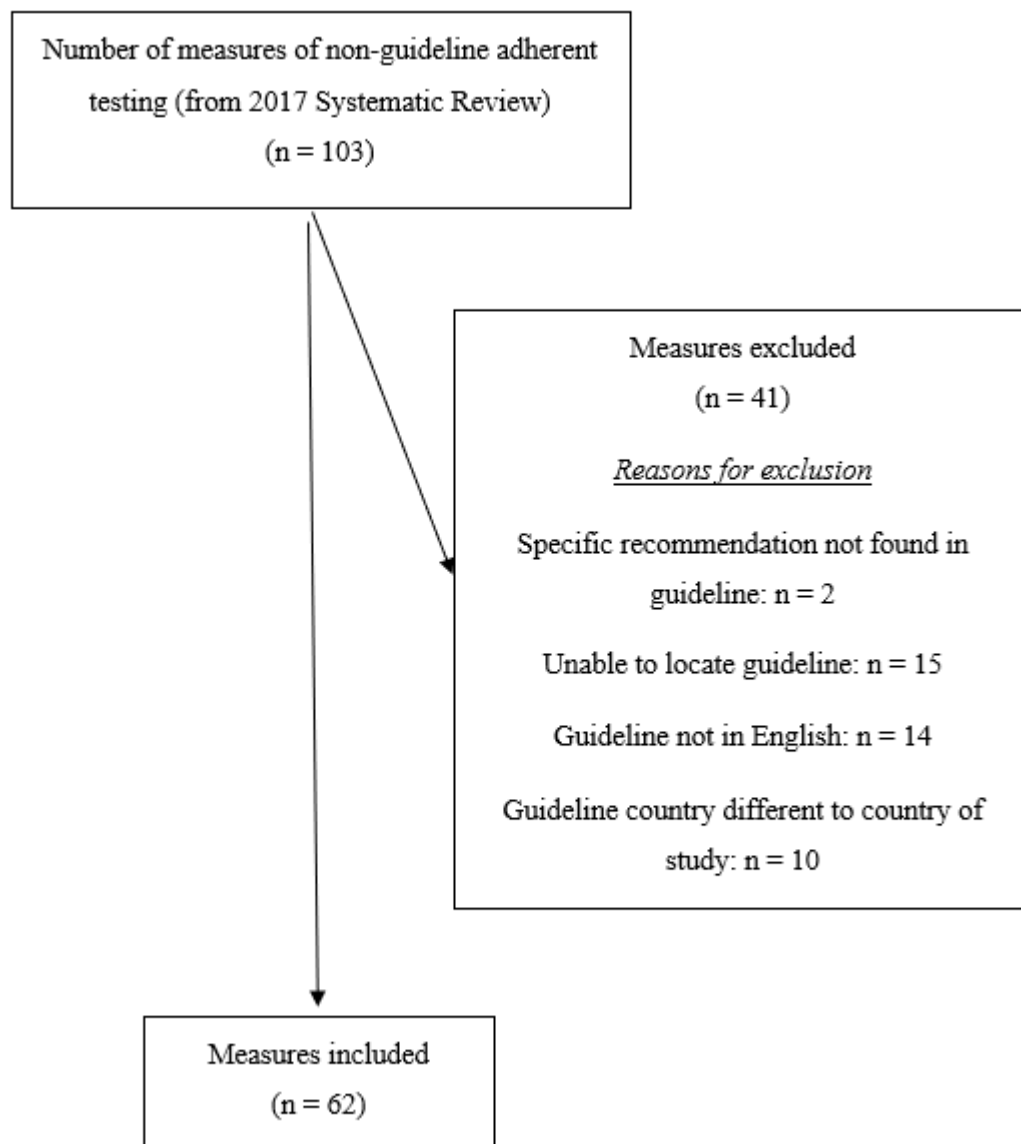 Number of measures of non-guideline adherent
testing (from 2017 Systematic Review)
(n = 103)
Measures excluded
(n = 41)
Reasons for exclusion
Specific recommendation not found in
guideline: n = 2
Unable to locate guideline: n = 15
Guideline not in English: n = 14
Guideline country different to country of
study: n = 10
Measures included
(n = 62)